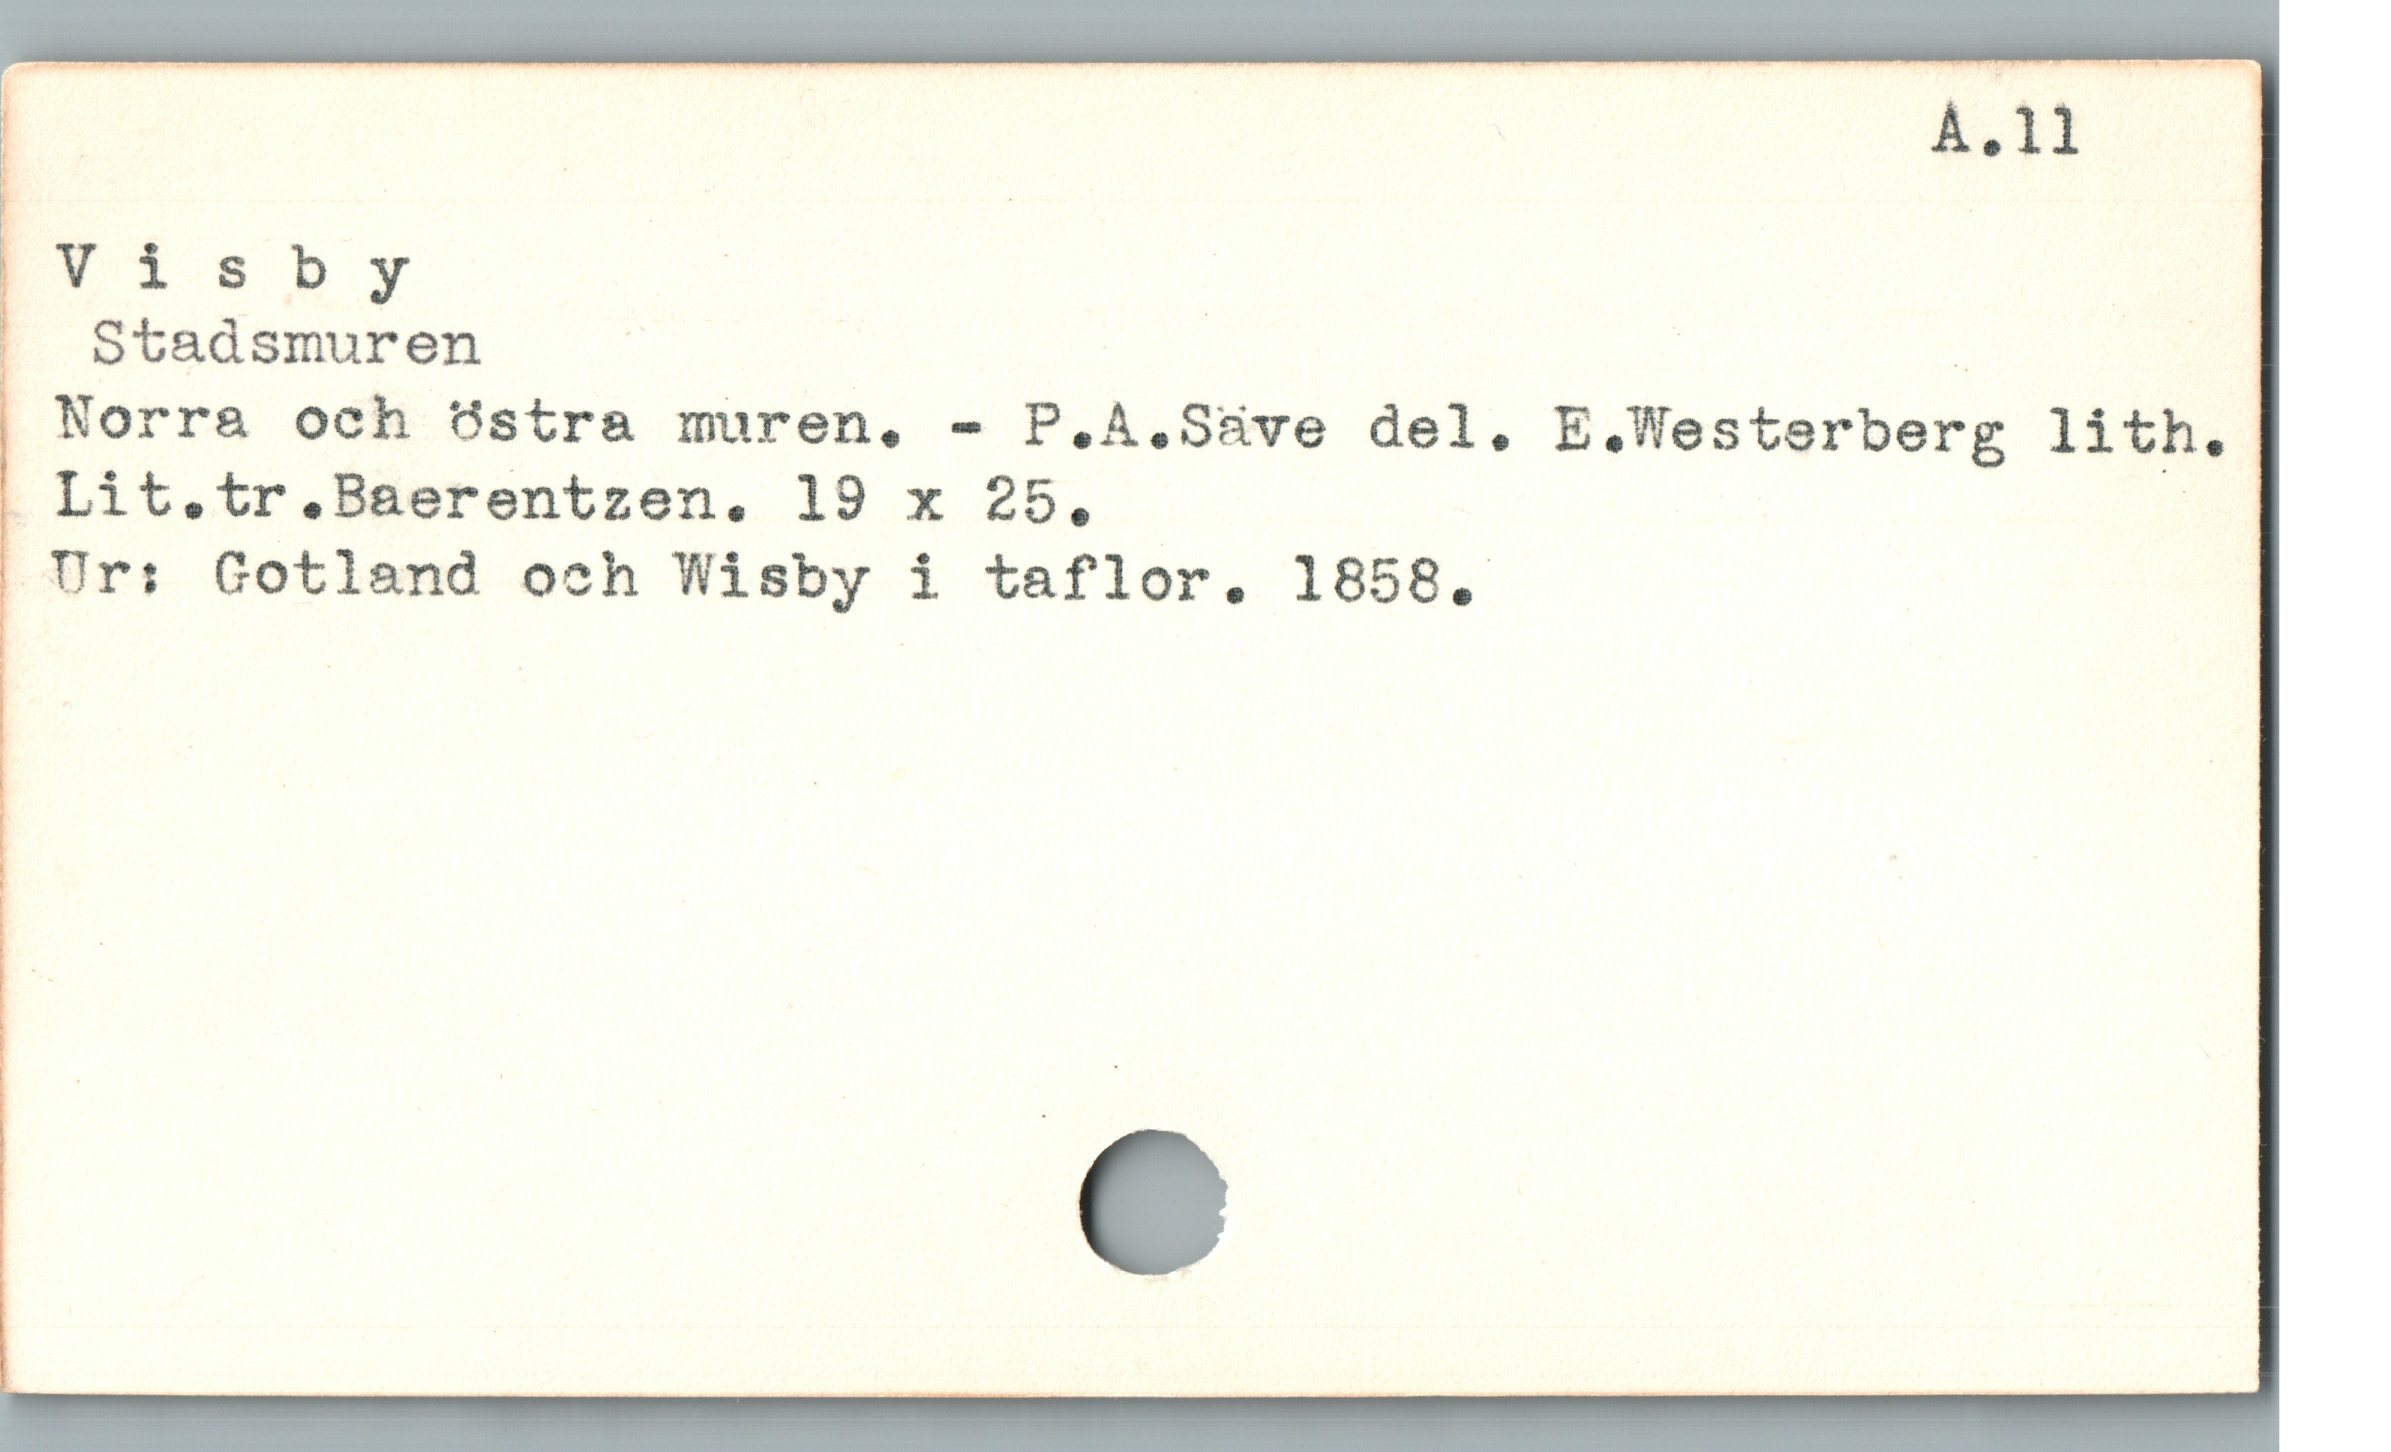 A.11
V i s b y
Stadsmuren
Norra och östra muren. - P.A.Säve del. E.Westerberg lith.
Lit.tr.Baerentzen. 19 x 25.
Ur: Gotland och Wisby i taflor. 1858.